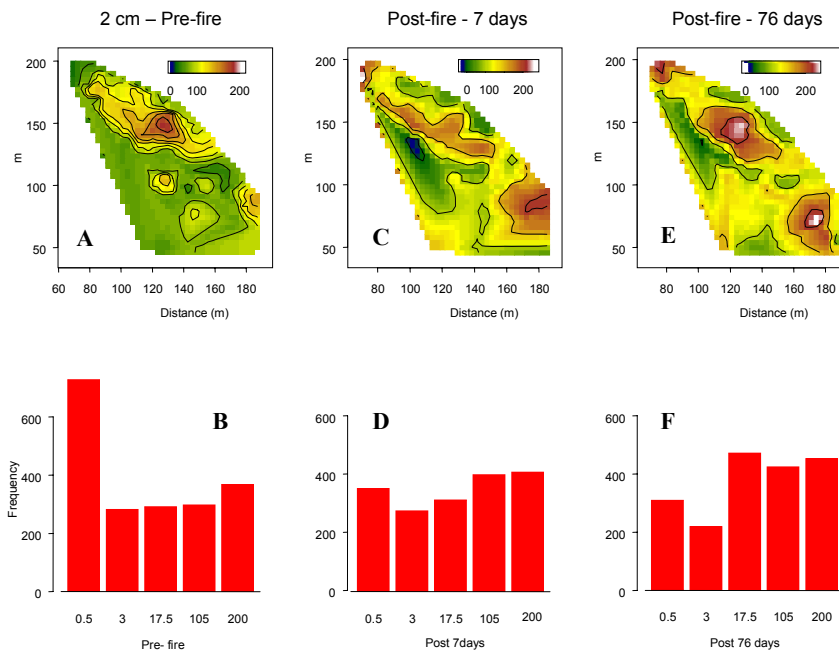 2 cm – Pre-fire
Post-fire - 7 days
Post-fire - 76 days
0 100 200
0 100 200
0 100 200
200
150
100
50
m
A
60 80 100 120 140 160 180
Distance (m)
200
150
100
50
m
C
80 100 120 140 160 180
Distance (m)
200
150
100
50
m
E
80 100 120 140 160 180
Distance (m)
600
400
200
0
Frequency
B
0.5 3 17.5 105 200
Pre- fire
600
400
200
0
D
0.5 3 17.5 105 200
Post 7days
600
400
200
0
F
0.5 3 17.5 105 200
Post 76 days